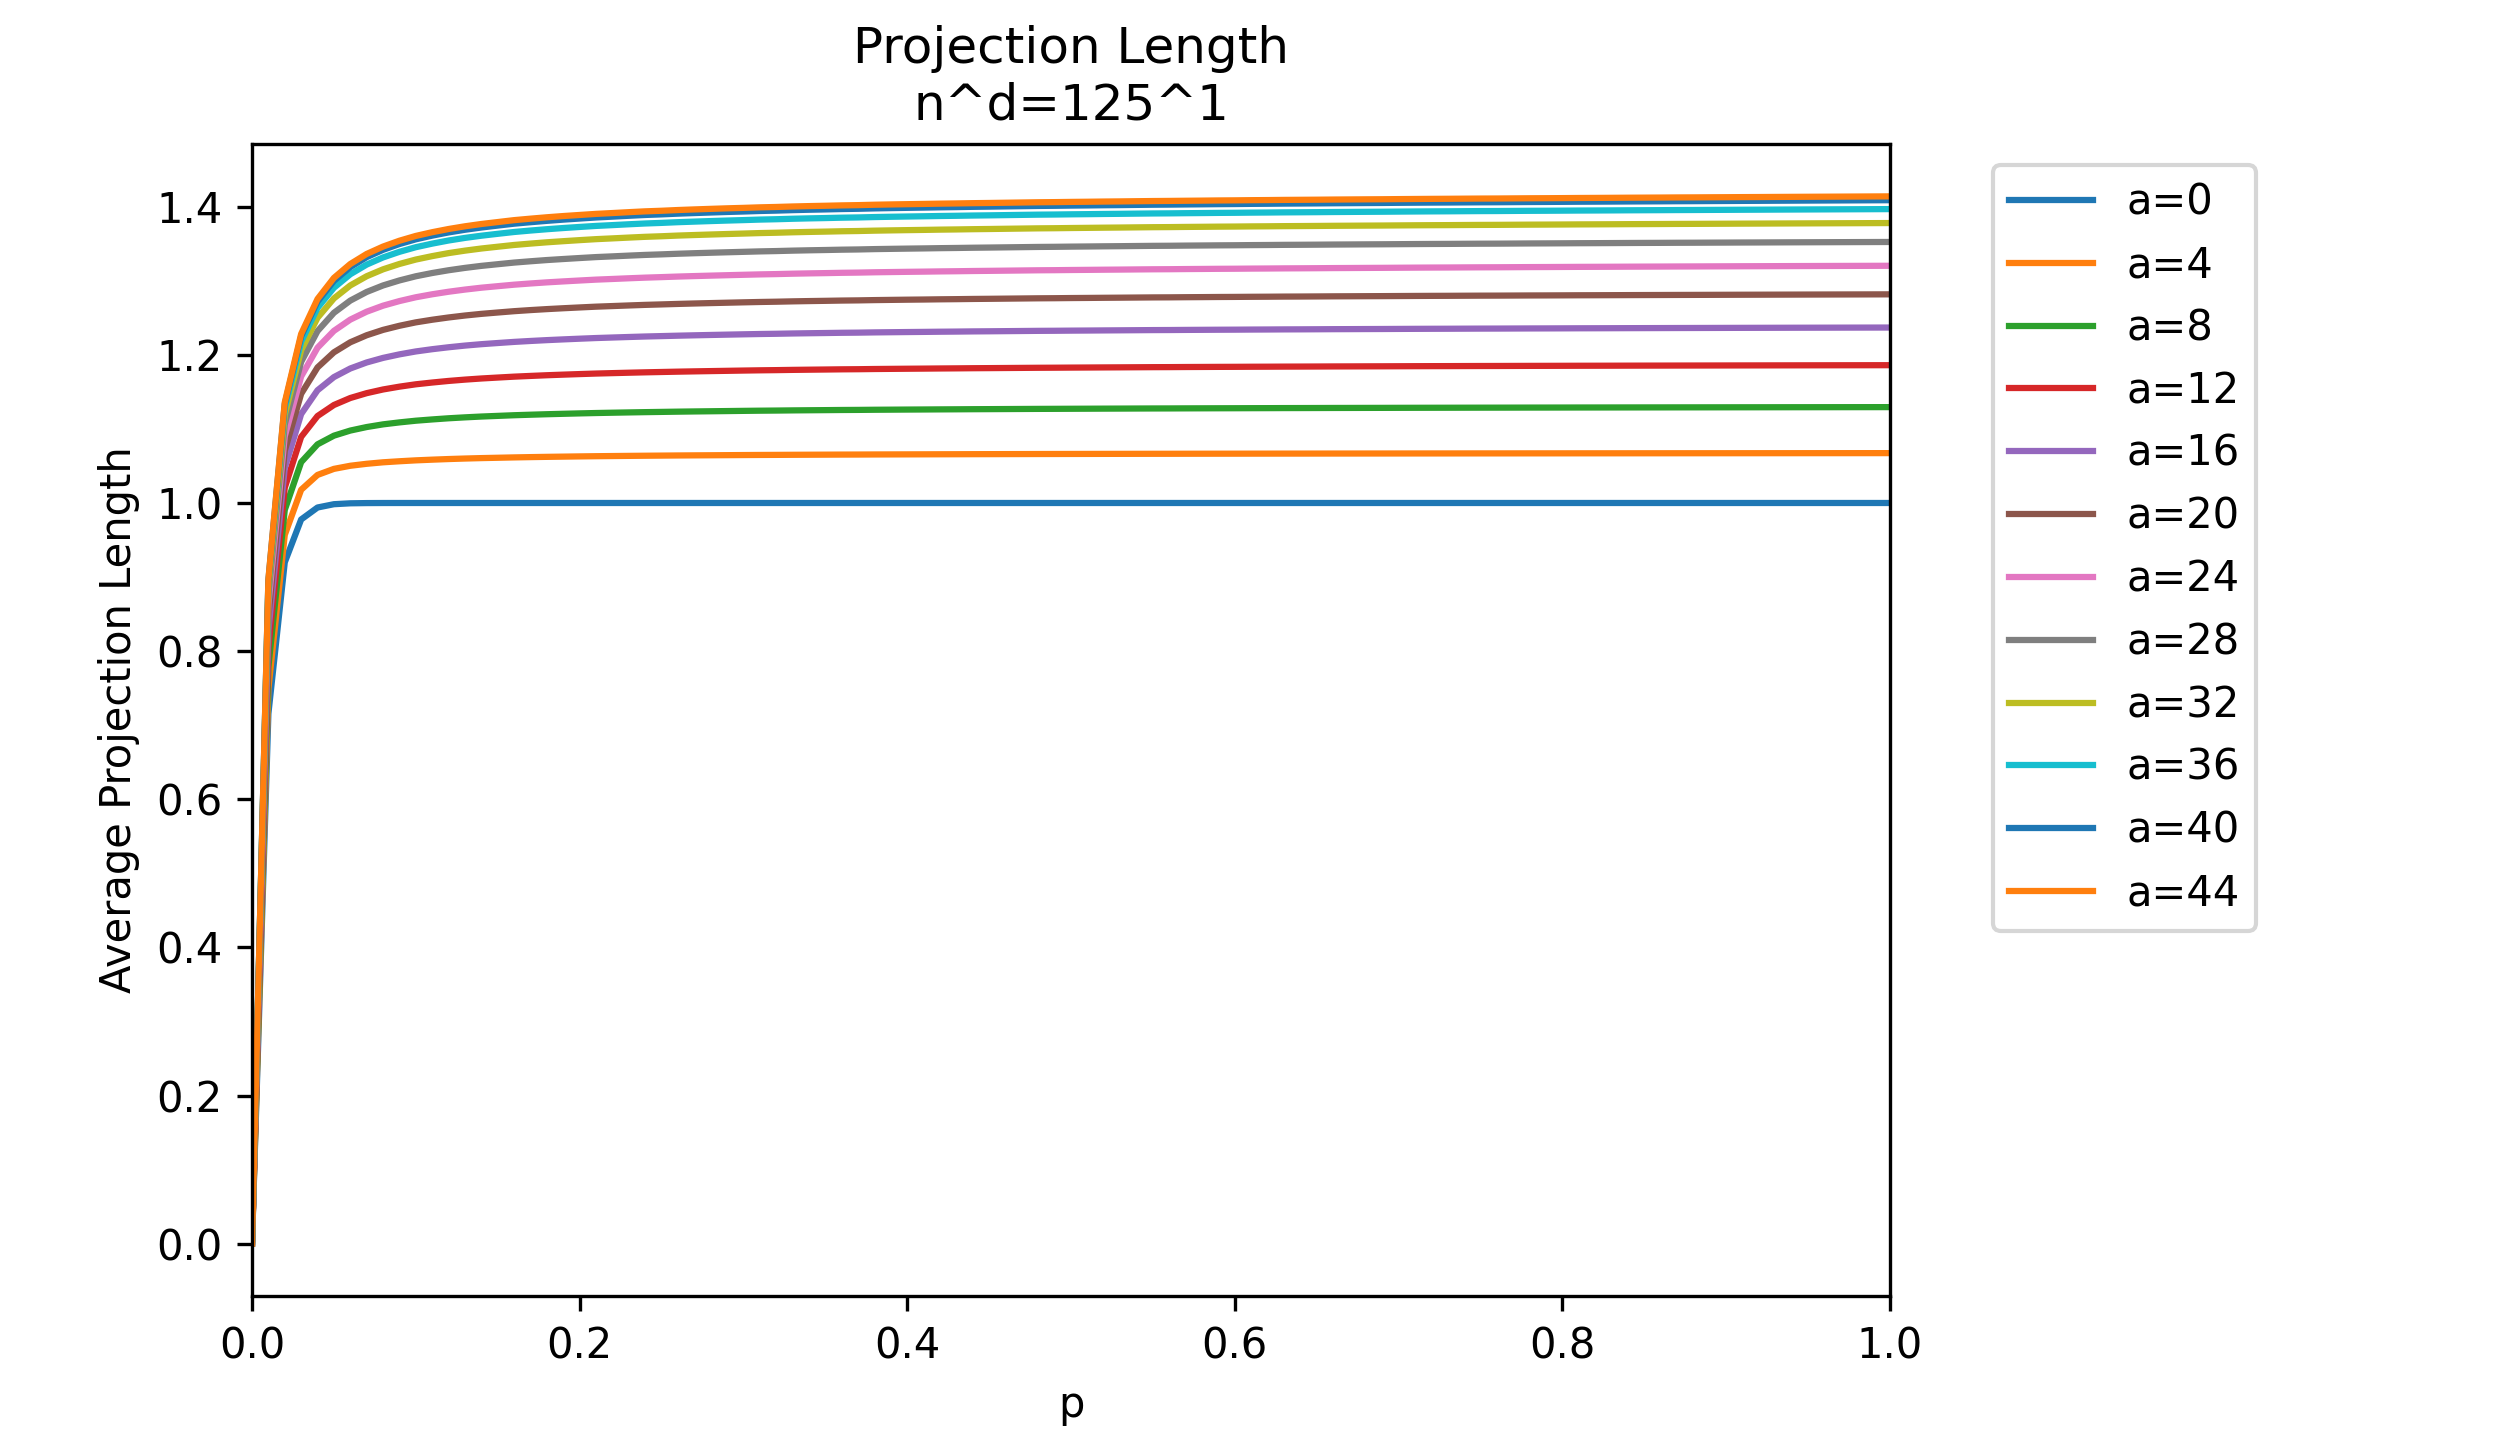 Projection Length
n^d=125^1
Average Projection Length
1.4
1.2
1.0
0.8
0.6
0.4
0.2
0.0
0.0 0.2 0.4 0.6 0.8 1.0
p
a=0
a=4
a=8
a=12
a=16
a=20
a=24
a=28
a=32
a=36
a=40
a=44